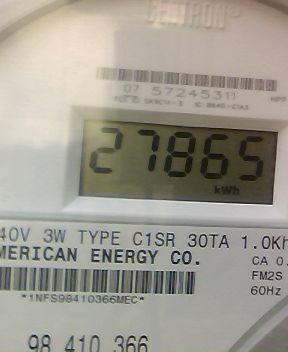 CENTRON®
07 57245311
27865
kWh
40V 3W TYPE C1SR 30TA 1.0Kh
MERICAN ENERGY CO.
CA 0.
FM2S
*1NFS98410366MEC*
60Hz
98 410 366